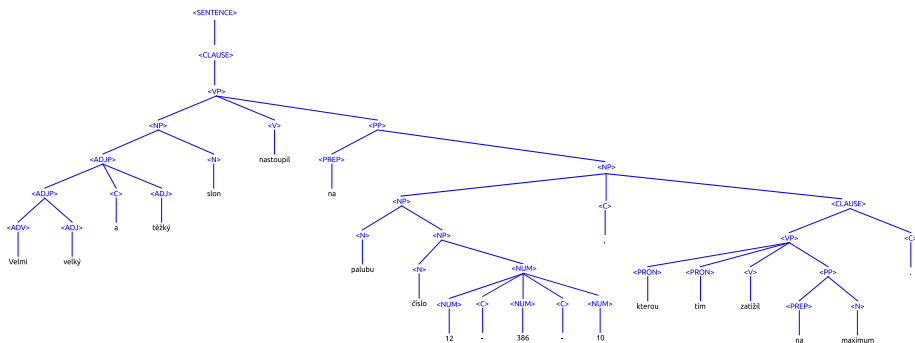 <SENTENCE>
<CLAUSE>
<VP>
<NP> <V> <PP>
<ADJP> <N> nastoupil <PREP> <NP>
<ADJP> <C> <ADJ> slon na <NP> <C> <CLAUSE>
<ADV> <ADJ> a těžký <N> <NP> , <VP> <C>
Velmi velký palubu <N> <NUM> <PRON> <PRON> <V> <PP> .
číslo <NUM> <C> <NUM> <C> <NUM> kterou tím zatížil <PREP> <N>
12 - 386 - 10 na maximum